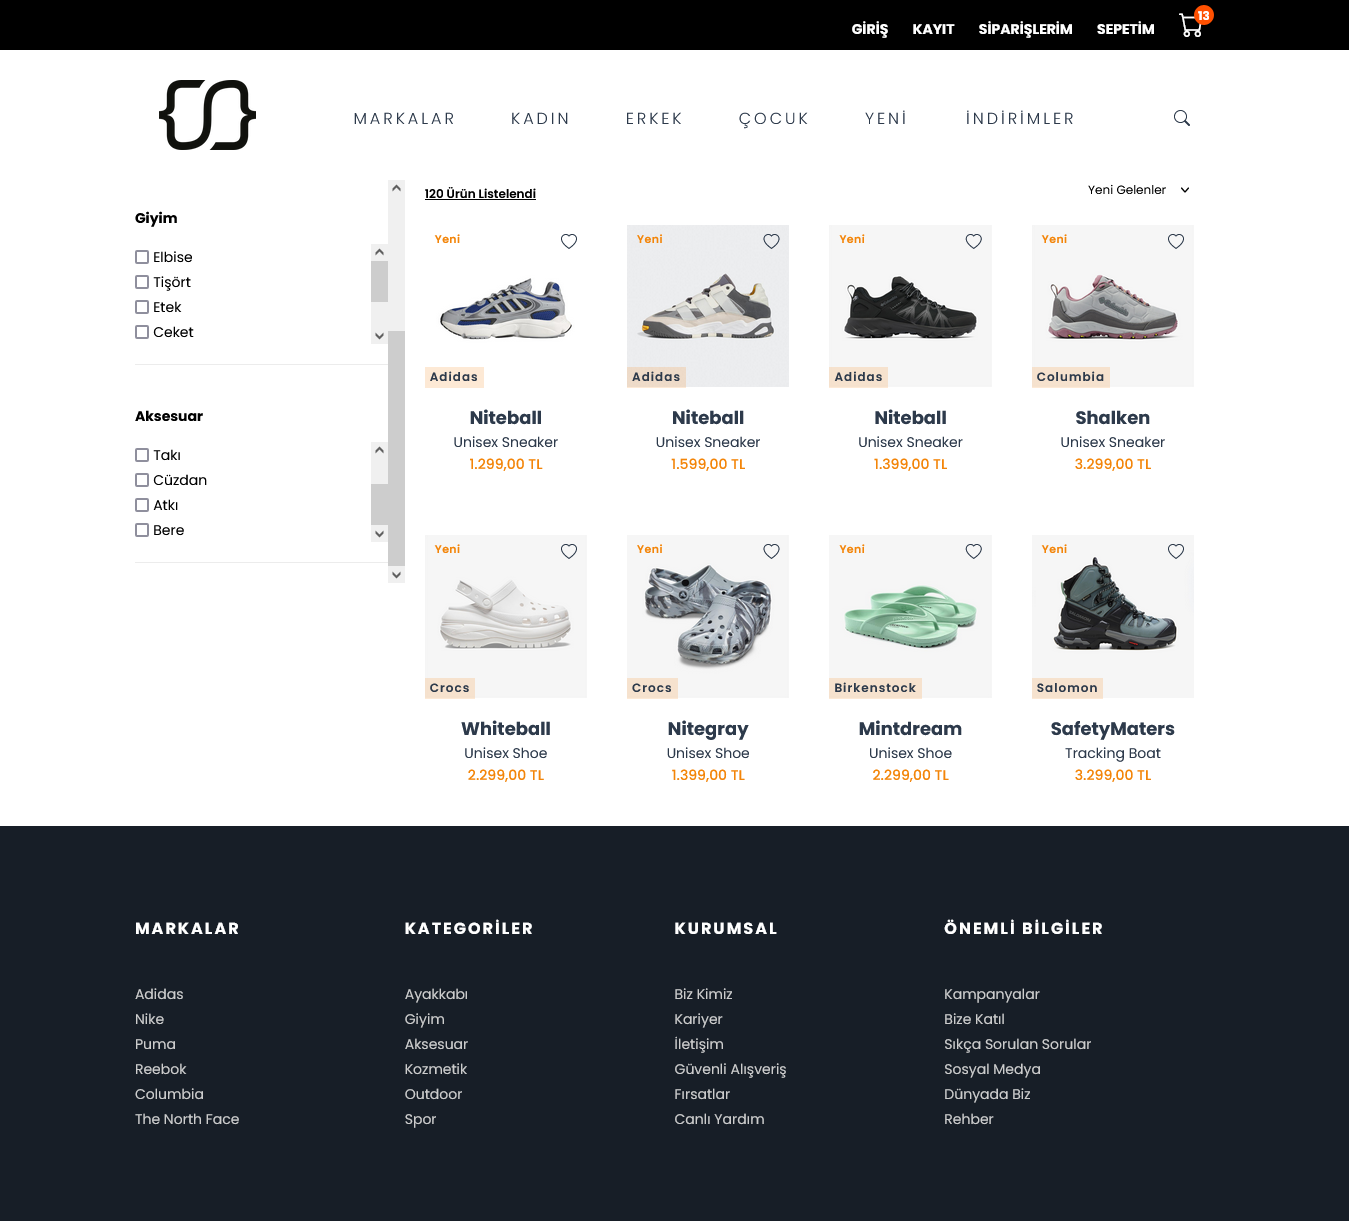 GİRİŞ KAYIT SİPARİŞLERİM SEPETİM 13
MARKALAR KADIN ERKEK ÇOCUK YENİ İNDİRİMLER
Giyim
Elbise
Tişört
Etek
Ceket
Aksesuar
Takı
Cüzdan
Atkı
Bere
120 Ürün Listelendi
Yeni Gelenler
Yeni
Adidas
Niteball
Unisex Sneaker
1.299,00 TL
Yeni
Adidas
Niteball
Unisex Sneaker
1.599,00 TL
Yeni
Adidas
Niteball
Unisex Sneaker
1.399,00 TL
Yeni
Columbia
Shalken
Unisex Sneaker
3.299,00 TL
Yeni
Crocs
Whiteball
Unisex Shoe
2.299,00 TL
Yeni
Crocs
Nitegray
Unisex Shoe
1.399,00 TL
Yeni
Birkenstock
Mintdream
Unisex Shoe
2.299,00 TL
Yeni
Salomon
SafetyMaters
Tracking Boat
3.299,00 TL
MARKALAR
Adidas
Nike
Puma
Reebok
Columbia
The North Face
KATEGORİLER
Ayakkabı
Giyim
Aksesuar
Kozmetik
Outdoor
Spor
KURUMSAL
Biz Kimiz
Kariyer
İletişim
Güvenli Alışveriş
Fırsatlar
Canlı Yardım
ÖNEMLİ BİLGİLER
Kampanyalar
Bize Katıl
Sıkça Sorulan Sorular
Sosyal Medya
Dünyada Biz
Rehber